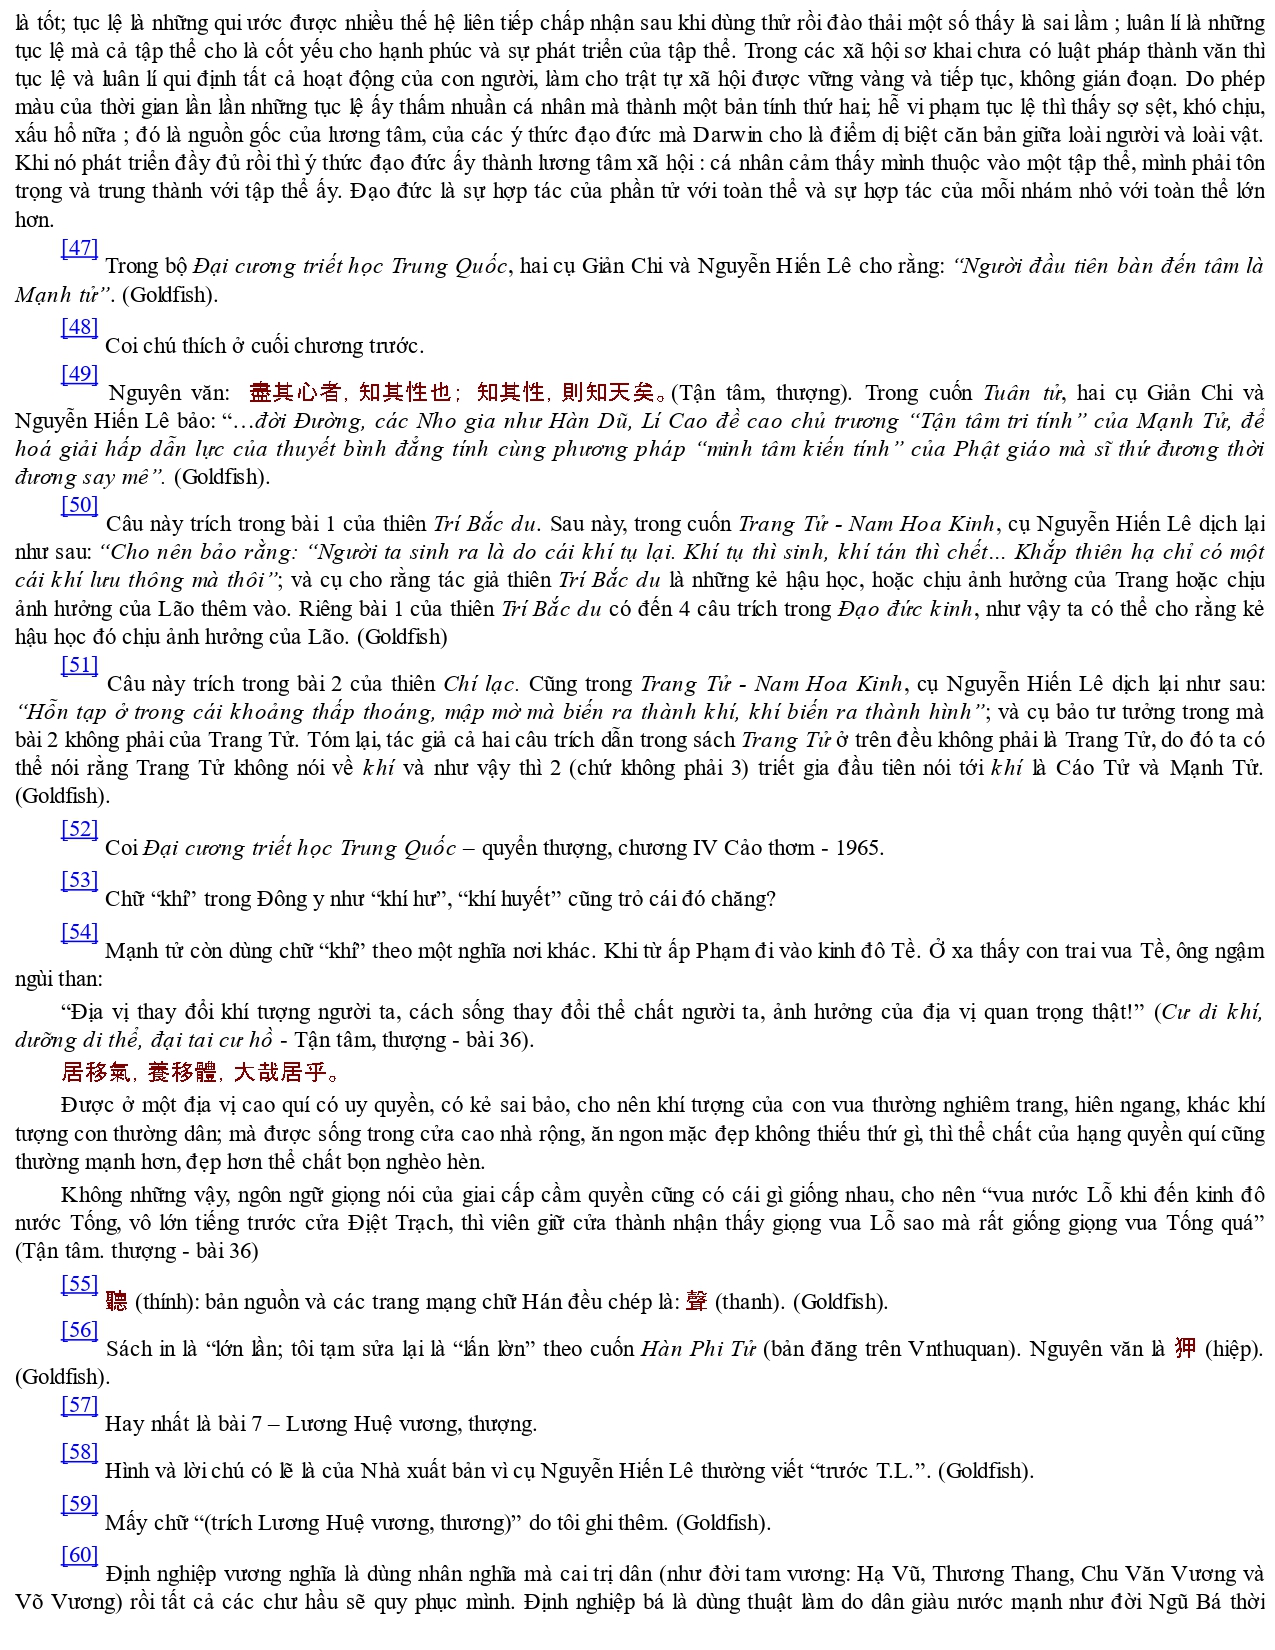 là tốt; tục lệ là những qui ước được nhiều thế hệ liên tiếp chấp nhận sau khi dùng thử rồi đào thải một số thấy là sai lầm ; luân lí là những
tục lệ mà cả tập thể cho là cốt yếu cho hạnh phúc và sự phát triển của tập thể. Trong các xã hội sơ khai chưa có luật pháp thành văn thì
tục lệ và luân lí qui định tất cả hoạt động của con người, làm cho trật tự xã hội được vững vàng và tiếp tục, không gián đoạn. Do phép
màu của thời gian lần lần những tục lệ ấy thấm nhuần cá nhân mà thành một bản tính thứ hai; hễ vi phạm tục lệ thì thấy sợ sệt, khó chịu,
xấu hổ nữa ; đó là nguồn gốc của lương tâm, của các ý thức đạo đức mà Darwin cho là điểm dị biệt căn bản giữa loài người và loài vật.
Khi nó phát triển đầy đủ rồi thì ý thức đạo đức ấy thành lương tâm xã hội : cá nhân cảm thấy mình thuộc vào một tập thể, mình phải tôn
trọng và trung thành với tập thể ấy. Đạo đức là sự hợp tác của phần tử với toàn thể và sự hợp tác của mỗi nhám nhỏ với toàn thể lớn
hơn.
[47] Trong bộ Đại cương triết học Trung Quốc, hai cụ Giản Chi và Nguyễn Hiến Lê cho rằng: “Người đầu tiên bàn đến tâm là
Mạnh tử”. (Goldfish).
[48] Coi chú thích ở cuối chương trước.
[49] Nguyên văn: 盡其心者, 知其性也; 知其性, 則知天矣。(Tận tâm, thượng). Trong cuốn Tuân tử, hai cụ Giản Chi và
Nguyễn Hiến Lê bảo: “…đời Đường, các Nho gia như Hàn Dũ, Lí Cao đề cao chủ trương “Tận tâm tri tính” của Mạnh Tử, để
hoá giải hấp dẫn lực của thuyết bình đẳng tính cùng phương pháp “minh tâm kiến tính” của Phật giáo mà sĩ thứ đương thời
đương say mê”. (Goldfish).
[50] Câu này trích trong bài 1 của thiên Trí Bắc du. Sau này, trong cuốn Trang Tử - Nam Hoa Kinh, cụ Nguyễn Hiến Lê dịch lại
như sau: “Cho nên bảo rằng: “Người ta sinh ra là do cái khí tụ lại. Khí tụ thì sinh, khí tán thì chết… Khắp thiên hạ chỉ có một
cái khí lưu thông mà thôi”; và cụ cho rằng tác giả thiên Trí Bắc du là những kẻ hậu học, hoặc chịu ảnh hưởng của Trang hoặc chịu
ảnh hưởng của Lão thêm vào. Riêng bài 1 của thiên Trí Bắc du có đến 4 câu trích trong Đạo đức kinh, như vậy ta có thể cho rằng kẻ
hậu học đó chịu ảnh hưởng của Lão. (Goldfish)
[51] Câu này trích trong bài 2 của thiên Chí lạc. Cũng trong Trang Tử - Nam Hoa Kinh, cụ Nguyễn Hiến Lê dịch lại như sau:
“Hỗn tạp ở trong cái khoảng thấp thoáng, mập mờ mà biến ra thành khí, khí biến ra thành hình”; và cụ bảo tư tưởng trong mà
bài 2 không phải của Trang Tử. Tóm lại, tác giả cả hai câu trích dẫn trong sách Trang Tử ở trên đều không phải là Trang Tử, do đó ta có
thể nói rằng Trang Tử không nói về khí và như vậy thì 2 (chứ không phải 3) triết gia đầu tiên nói tới khí là Cáo Tử và Mạnh Tử.
(Goldfish).
[52] Coi Đại cương triết học Trung Quốc – quyển thượng, chương IV Cảo thơm - 1965.
[53] Chữ “khí” trong Đông y như “khí hư”, “khí huyết” cũng trỏ cái đó chăng?
[54] Mạnh tử còn dùng chữ “khí” theo một nghĩa nơi khác. Khi từ ấp Phạm đi vào kinh đô Tề. Ở xa thấy con trai vua Tề, ông ngậm
ngùi than:
“Địa vị thay đổi khí tượng người ta, cách sống thay đổi thể chất người ta, ảnh hưởng của địa vị quan trọng thật!” (Cư di khí,
dưỡng di thể, đại tai cư hồ - Tận tâm, thượng - bài 36).
居移氣, 養移體, 大哉居乎。
Được ở một địa vị cao quí có uy quyền, có kẻ sai bảo, cho nên khí tượng của con vua thường nghiêm trang, hiên ngang, khác khí
tượng con thường dân; mà được sống trong cửa cao nhà rộng, ăn ngon mặc đẹp không thiếu thứ gì, thì thể chất của hạng quyền quí cũng
thường mạnh hơn, đẹp hơn thể chất bọn nghèo hèn.
Không những vậy, ngôn ngữ giọng nói của giai cấp cầm quyền cũng có cái gì giống nhau, cho nên “vua nước Lỗ khi đến kinh đô
nước Tống, vô lớn tiếng trước cửa Điệt Trạch, thì viên giữ cửa thành nhận thấy giọng vua Lỗ sao mà rất giống giọng vua Tống quá”
(Tận tâm. thượng - bài 36)
[55] 聽 (thính): bản nguồn và các trang mạng chữ Hán đều chép là: 聲 (thanh). (Goldfish).
[56] Sách in là “lớn lần; tôi tạm sửa lại là “lấn lờn” theo cuốn Hàn Phi Tử (bản đăng trên Vnthuquan). Nguyên văn là 狎 (hiệp).
(Goldfish).
[57] Hay nhất là bài 7 – Lương Huệ vương, thượng.
[58] Hình và lời chú có lẽ là của Nhà xuất bản vì cụ Nguyễn Hiến Lê thường viết “trước T.L.”. (Goldfish).
[59] Mấy chữ “(trích Lương Huệ vương, thương)” do tôi ghi thêm. (Goldfish).
[60] Định nghiệp vương nghĩa là dùng nhân nghĩa mà cai trị dân (như đời tam vương: Hạ Vũ, Thương Thang, Chu Văn Vương và
Võ Vương) rồi tất cả các chư hầu sẽ quy phục mình. Định nghiệp bá là dùng thuật làm do dân giàu nước mạnh như đời Ngũ Bá thời